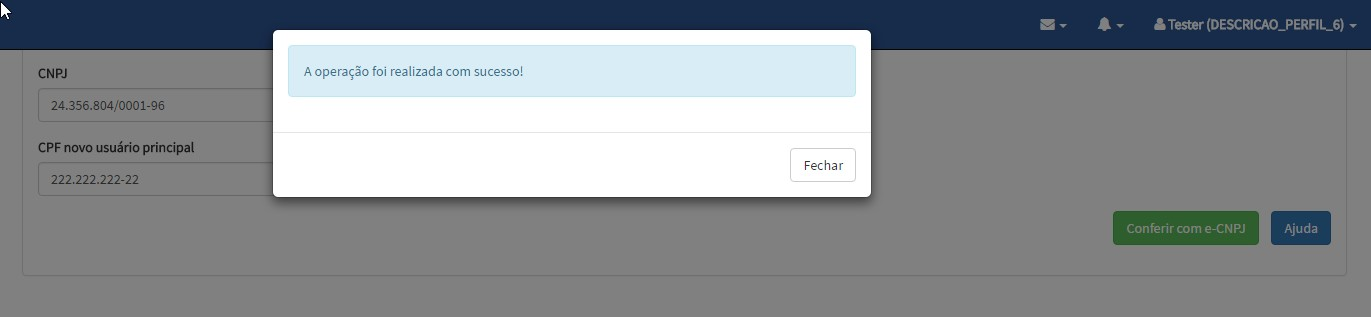 Tester (DESCRICAO_PERFIL_6)
A operação foi realizada com sucesso!
Fechar
CNPJ
24.356.804/0001-96
CPF novo usuário principal
222.222.222-22
Conferir com e-CNPJ
Ajuda